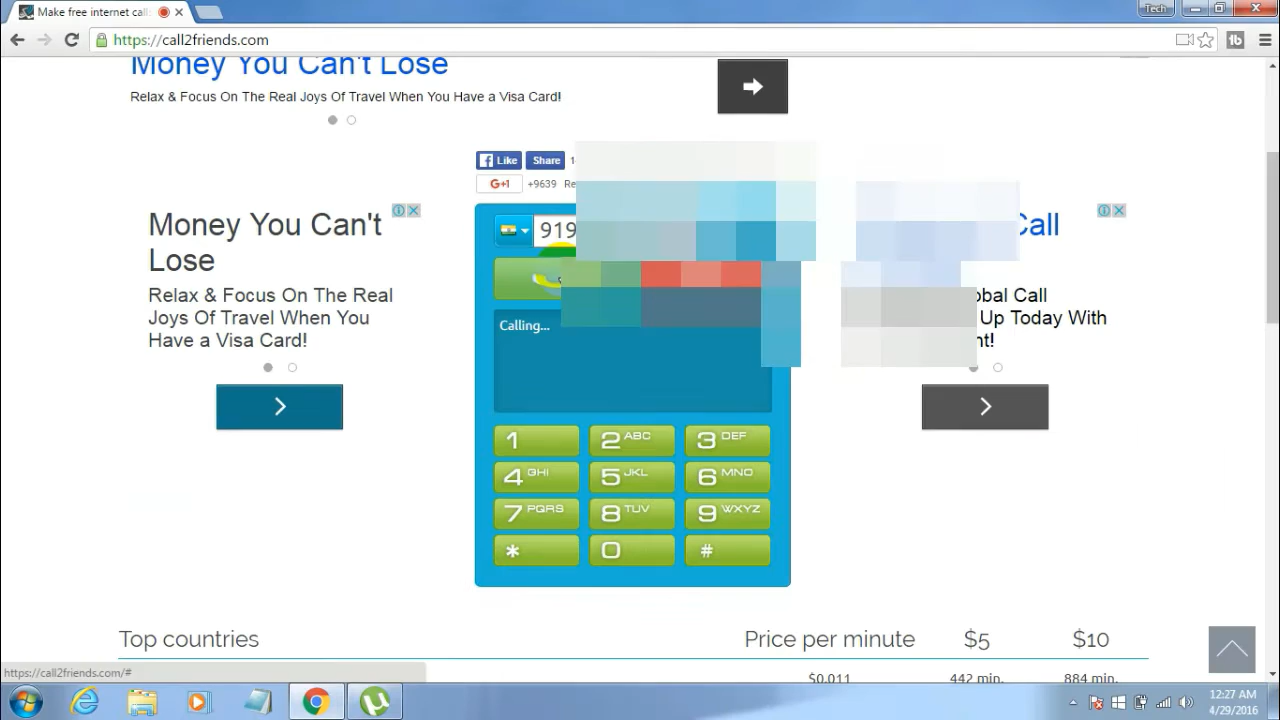 Make free internet call
Tech
https://call2friends.com
Money You Can't Lose
Relax & Focus On The Real Joys Of Travel When You Have a Visa Card!
Like
Share
G+1
+9639
Money You Can't
Lose
Relax & Focus On The Real
Joys Of Travel When You
Have a Visa Card!
919
Calling...
1
2 ABC
3 DEF
4 GHI
5 JKL
6 MNO
7 PQRS
8 TUV
9 WXYZ
*
0
#
Call
Call
Up Today With
Top countries
Price per minute
$5
$10
$0.011
442 min.
884 min.
https://call2friends.com/#
12:27 AM
4/29/2016